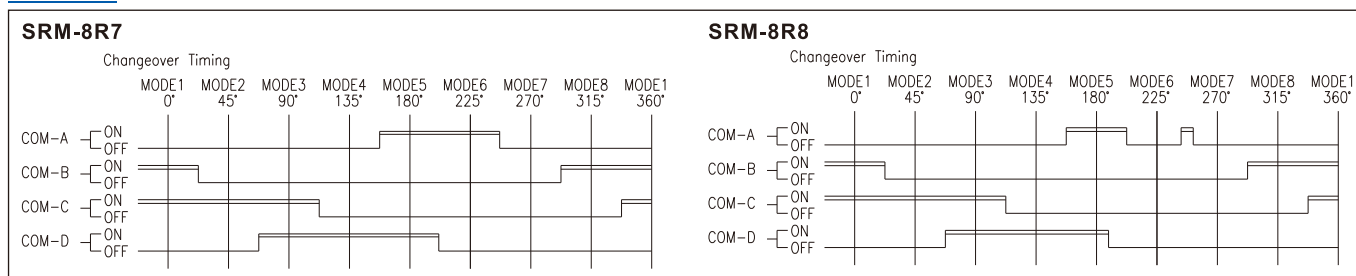 SRM-8R7
Changeover Timing
MODE1 MODE2 MODE3 MODE4 MODE5 MODE6 MODE7 MODE8 MODE1
0° 45° 90° 135° 180° 225° 270° 315° 360°
COM-A ON
OFF
COM-B ON
OFF
COM-C ON
OFF
COM-D ON
OFF
SRM-8R8
Changeover Timing
MODE1 MODE2 MODE3 MODE4 MODE5 MODE6 MODE7 MODE8 MODE1
0° 45° 90° 135° 180° 225° 270° 315° 360°
COM-A ON
OFF
COM-B ON
OFF
COM-C ON
OFF
COM-D ON
OFF